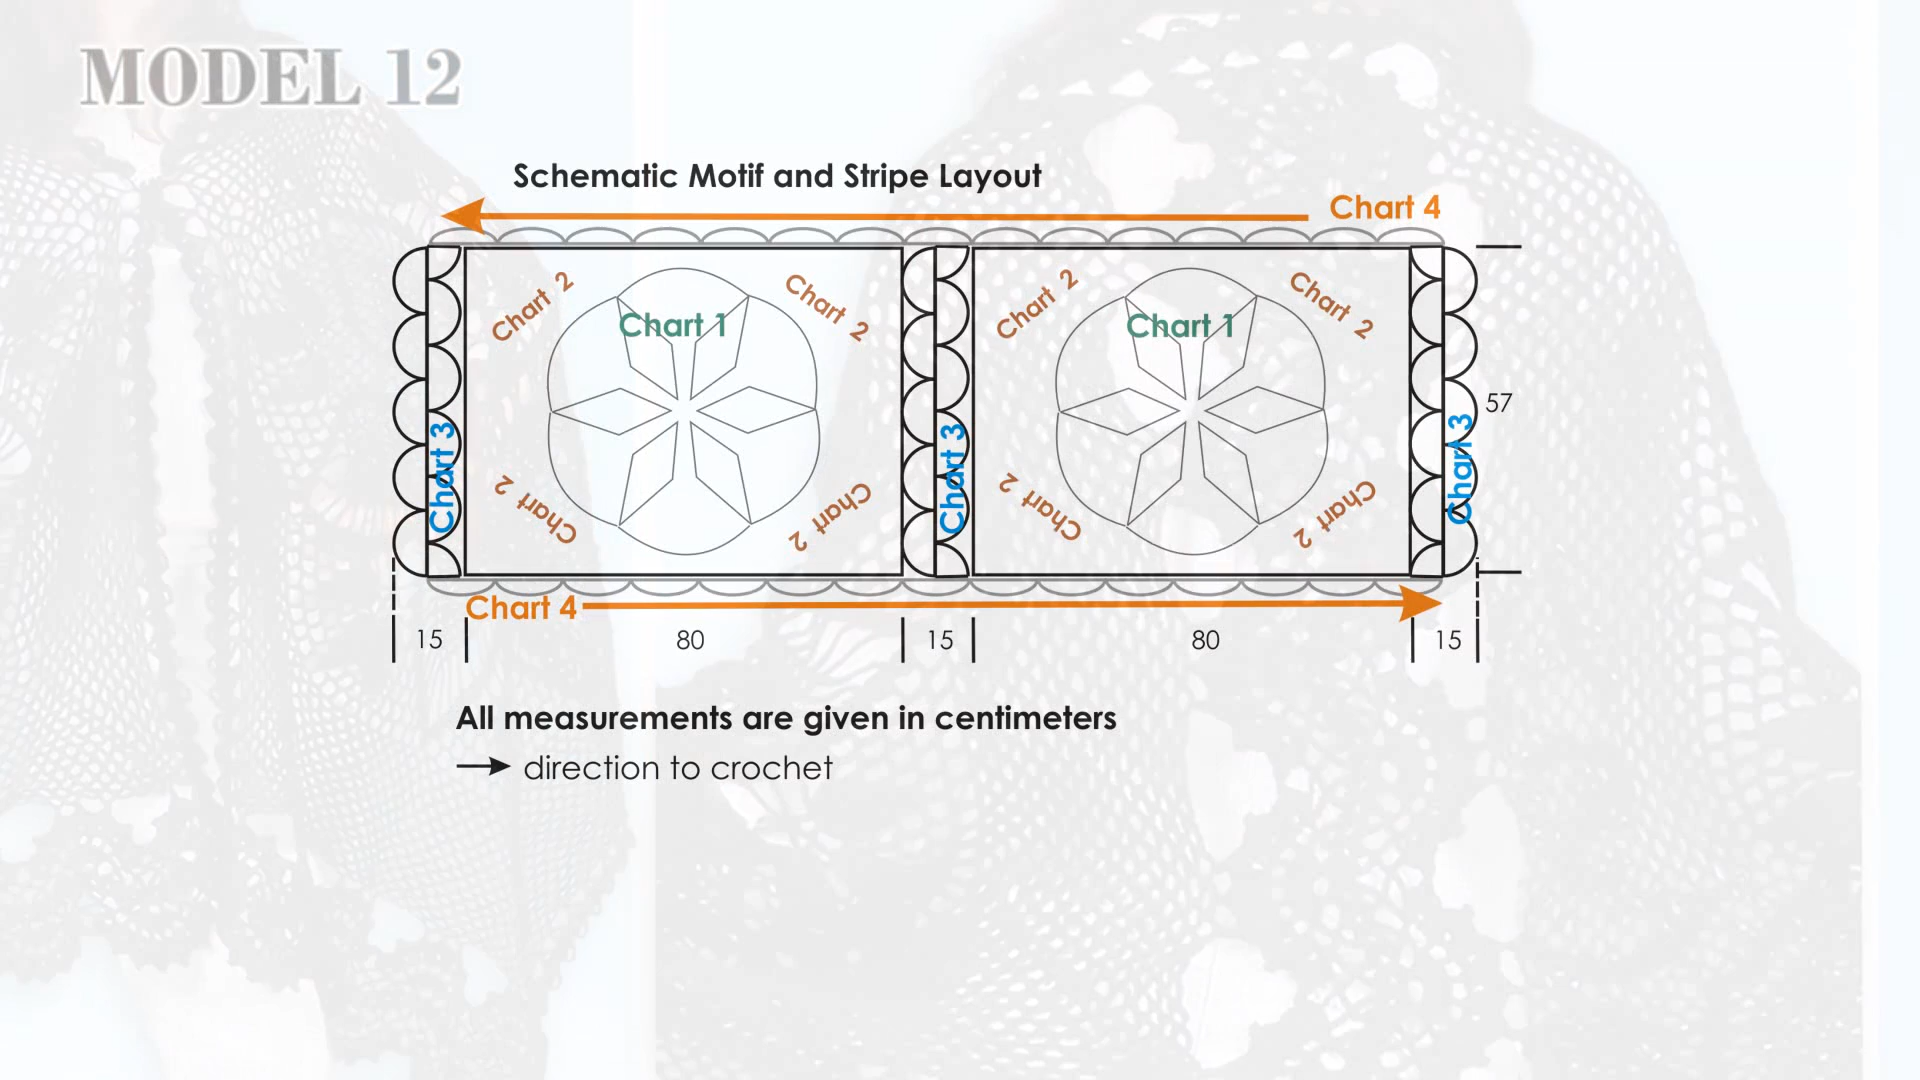 MODEL 12
Schematic Motif and Stripe Layout
Chart 4
Chart 2
Chart 2
Chart 2
Chart 2
Chart 1
Chart 1
57
Chart 3
Chart 3
Chart 3
Chart 2
Chart 2
Chart 2
Chart 2
Chart 4
15
80
15
80
15
All measurements are given in centimeters
direction to crochet